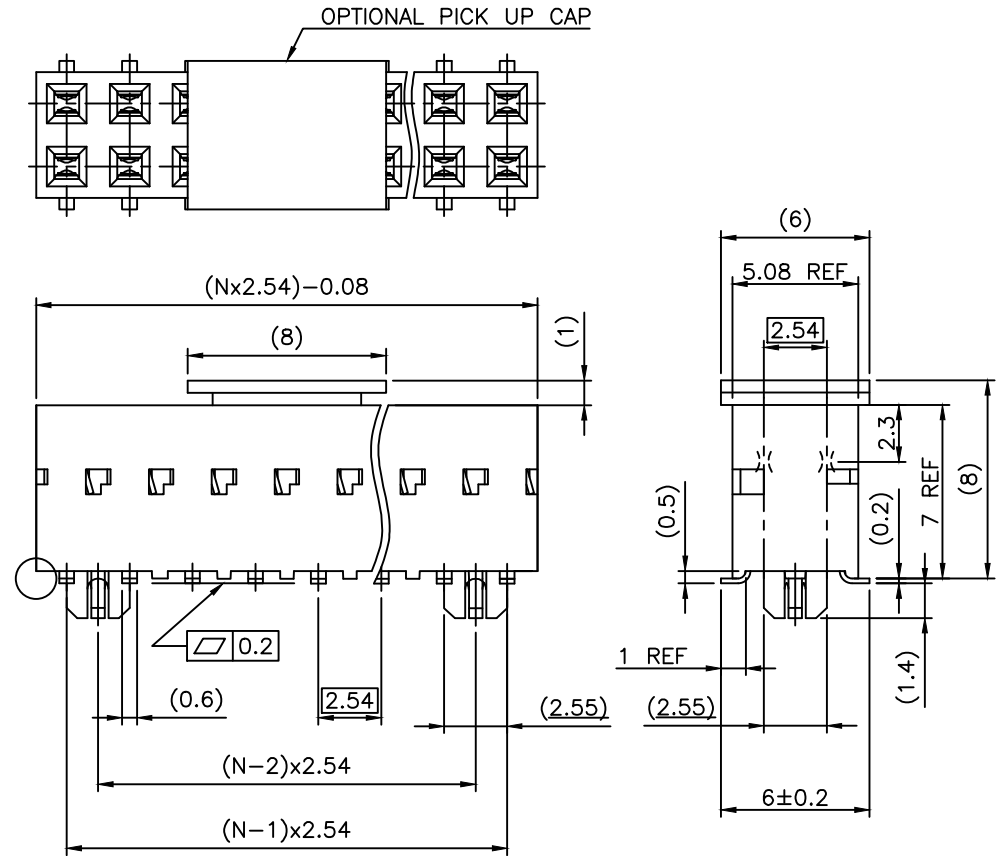 OPTIONAL PICK UP CAP
(6)
5.08 REF
2.54
(Nx2.54)-0.08
(8)
(1)
2.3
7 REF
(8)
(0.5)
(0.2)
(1.4)
0.2
1 REF
(0.6)
2.54
(2.55)
(2.55)
(N-2)x2.54
6±0.2
(N-1)x2.54